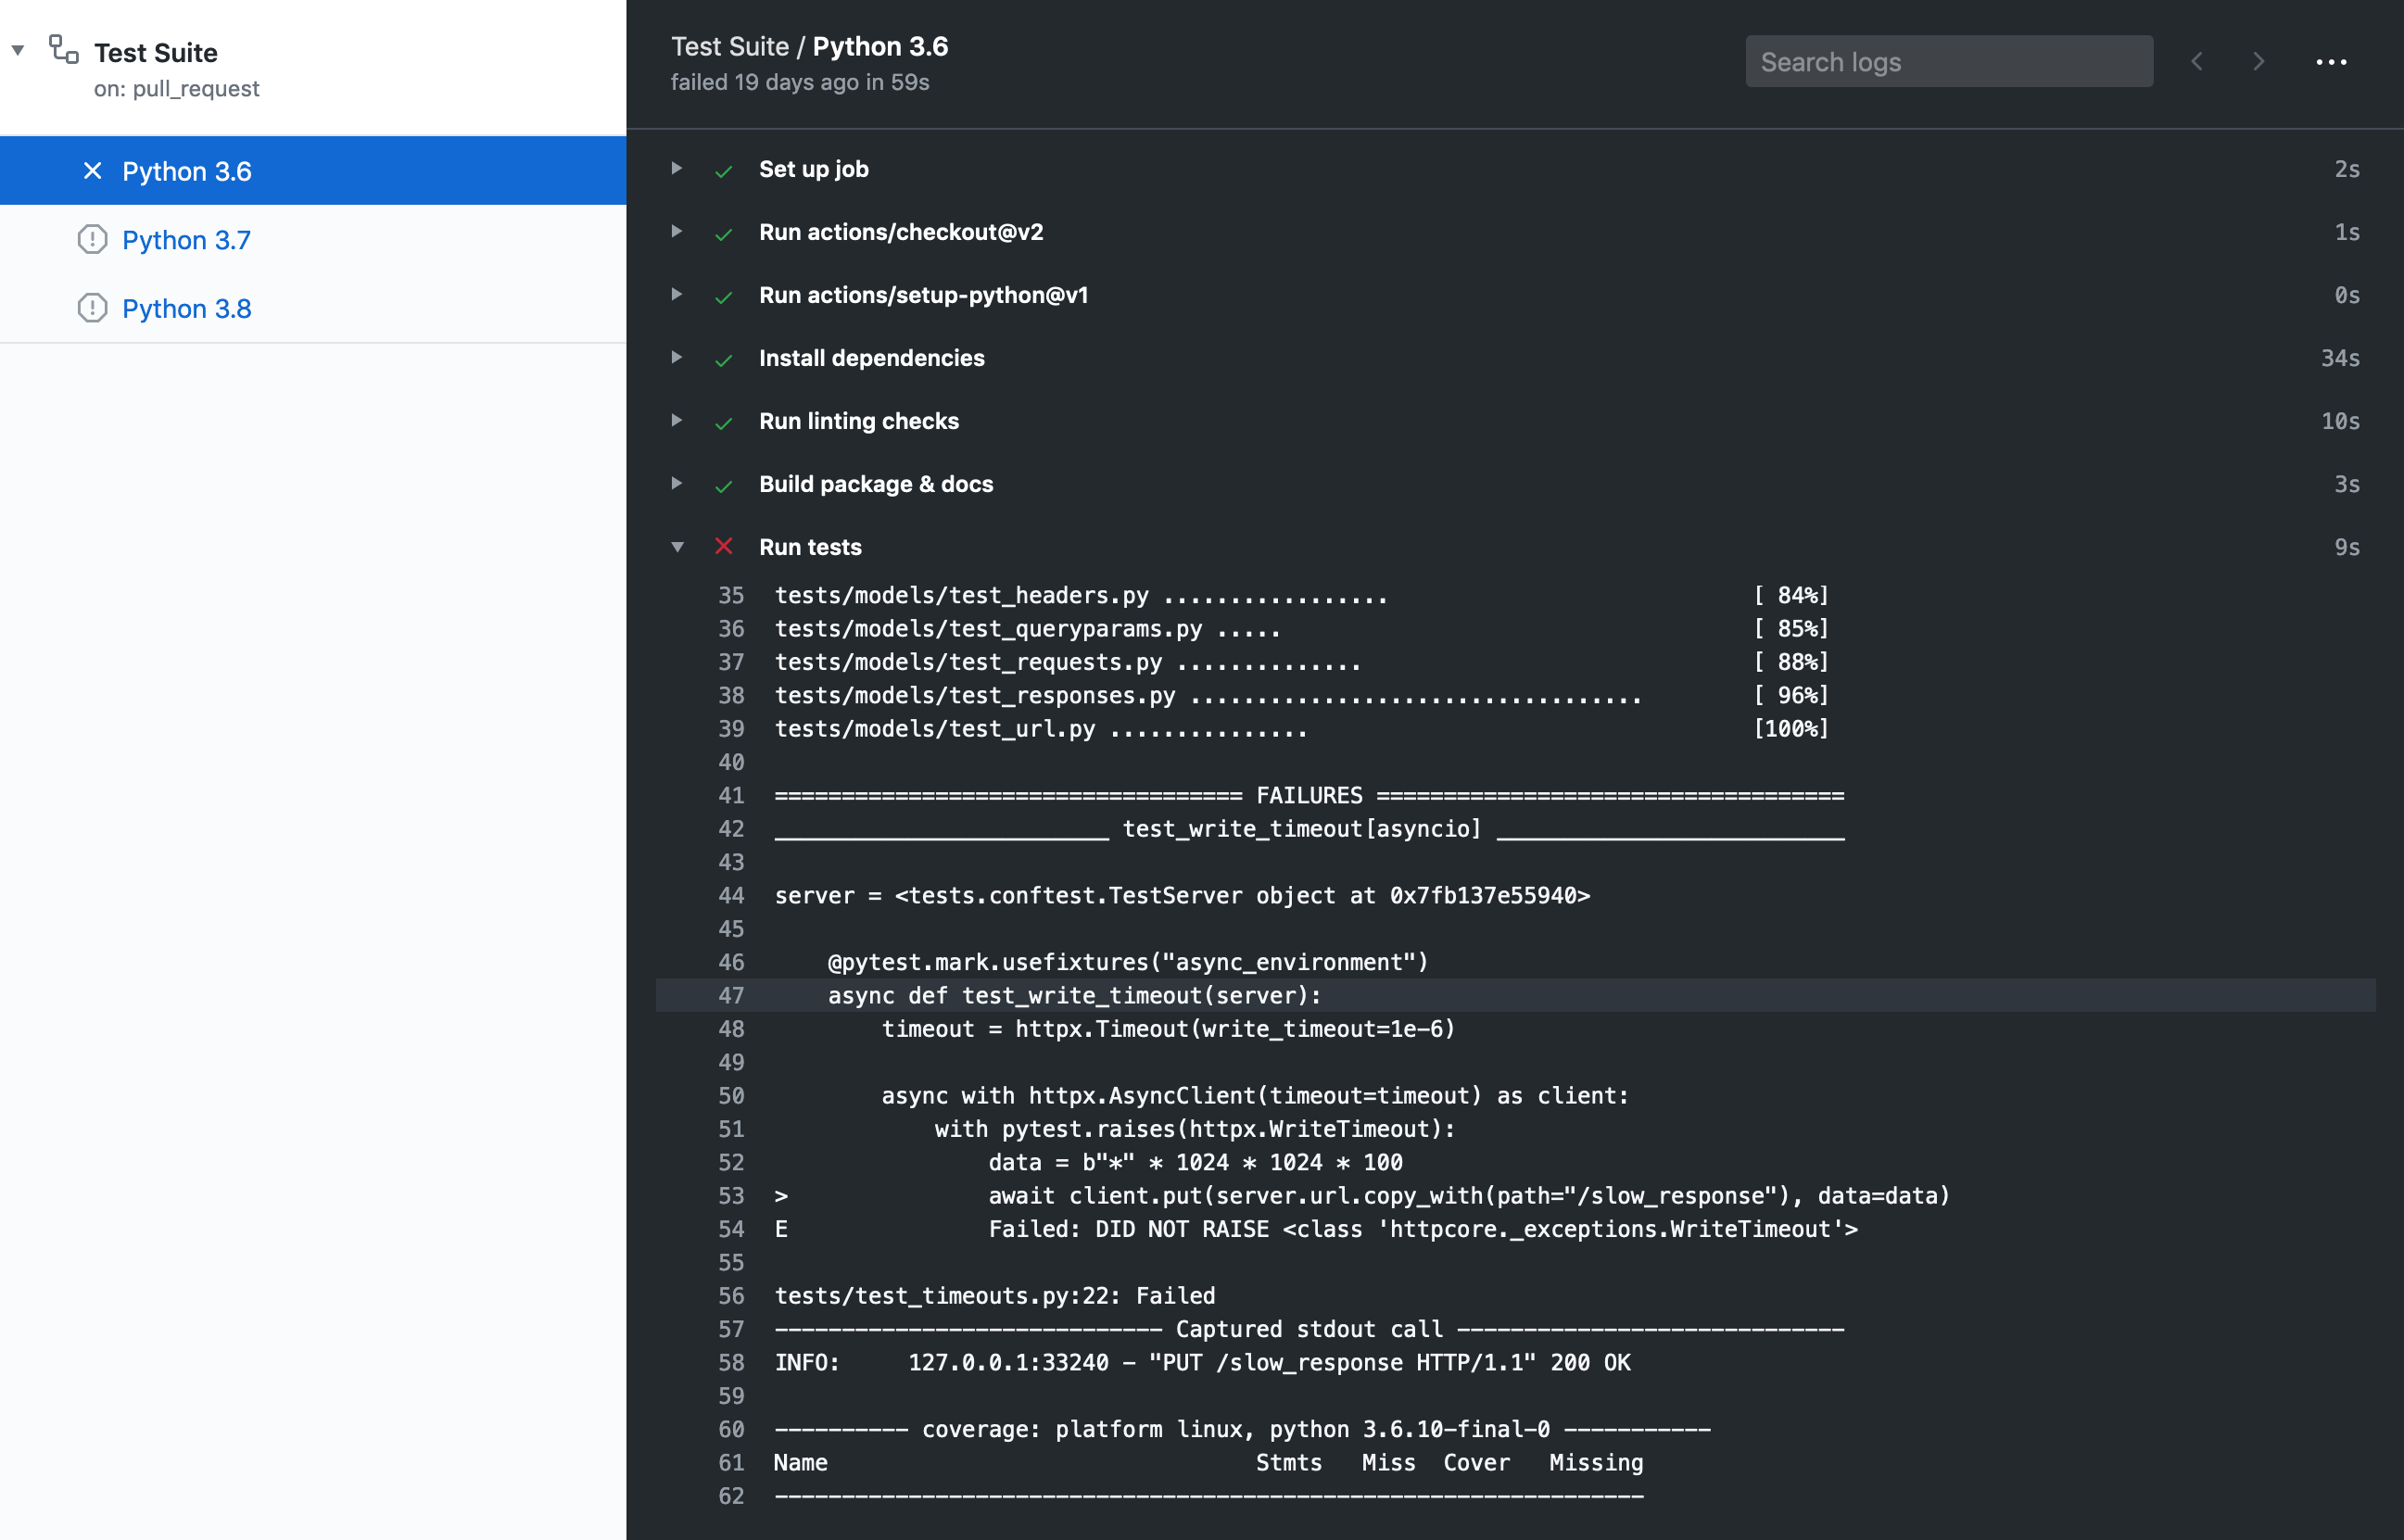 Test Suite
on: pull_request
Python 3.6
Python 3.7
Python 3.8
Test Suite / Python 3.6
failed 19 days ago in 59s
Search logs
Set up job 2s
Run actions/checkout@v2 1s
Run actions/setup-python@v1 0s
Install dependencies 34s
Run linting checks 10s
Build package & docs 3s
Run tests 9s
35 tests/models/test_headers.py ................. [ 84%]
36 tests/models/test_queryparams.py ..... [ 85%]
37 tests/models/test_requests.py .............. [ 88%]
38 tests/models/test_responses.py .................................. [ 96%]
39 tests/models/test_url.py ............... [100%]
40
41 =================================== FAILURES ===================================
42 _________________________ test_write_timeout[asyncio] __________________________
43
44 server = <tests.conftest.TestServer object at 0x7fb137e55940>
45
46     @pytest.mark.usefixtures("async_environment")
47     async def test_write_timeout(server):
48         timeout = httpx.Timeout(write_timeout=1e-6)
49
50         async with httpx.AsyncClient(timeout=timeout) as client:
51             with pytest.raises(httpx.WriteTimeout):
52                 data = b"*" * 1024 * 1024 * 100
53 >               await client.put(server.url.copy_with(path="/slow_response"), data=data)
54 E               Failed: DID NOT RAISE <class 'httpcore._exceptions.WriteTimeout'>
55
56 tests/test_timeouts.py:22: Failed
57 ----------------------------- Captured stdout call -----------------------------
58 INFO:     127.0.0.1:33240 - "PUT /slow_response HTTP/1.1" 200 OK
59
60 ---------- coverage: platform linux, python 3.6.10-final-0 -----------
61 Name                                Stmts   Miss  Cover   Missing
62 -----------------------------------------------------------------